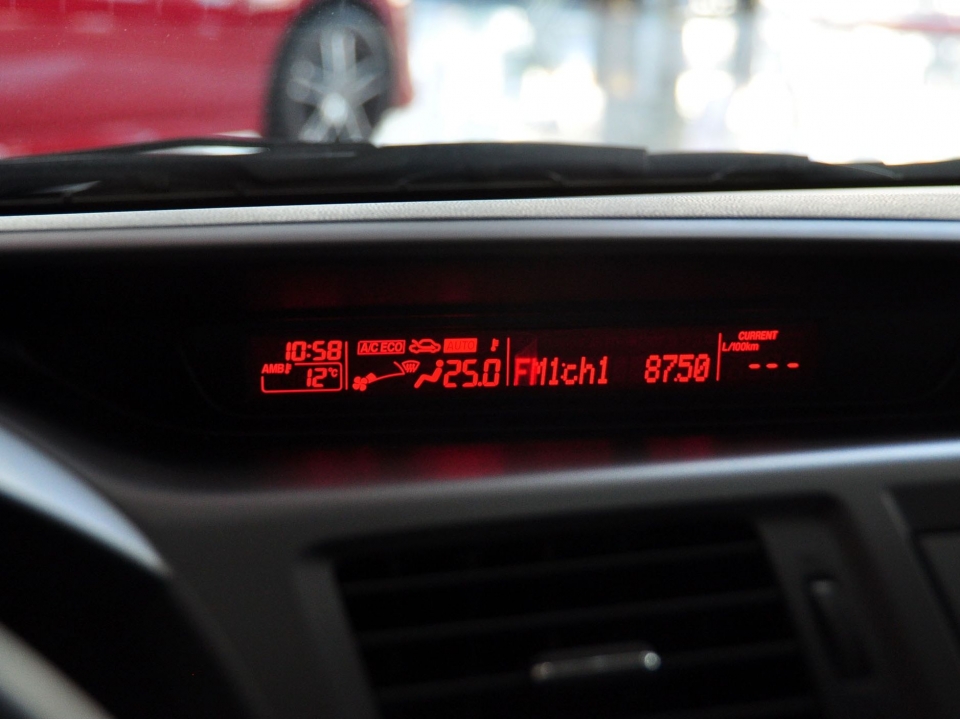 10:58
AMB 12°C
A/C ECO AUTO
25.0
FM1ch1 87.50
CURRENT
L/100km
---